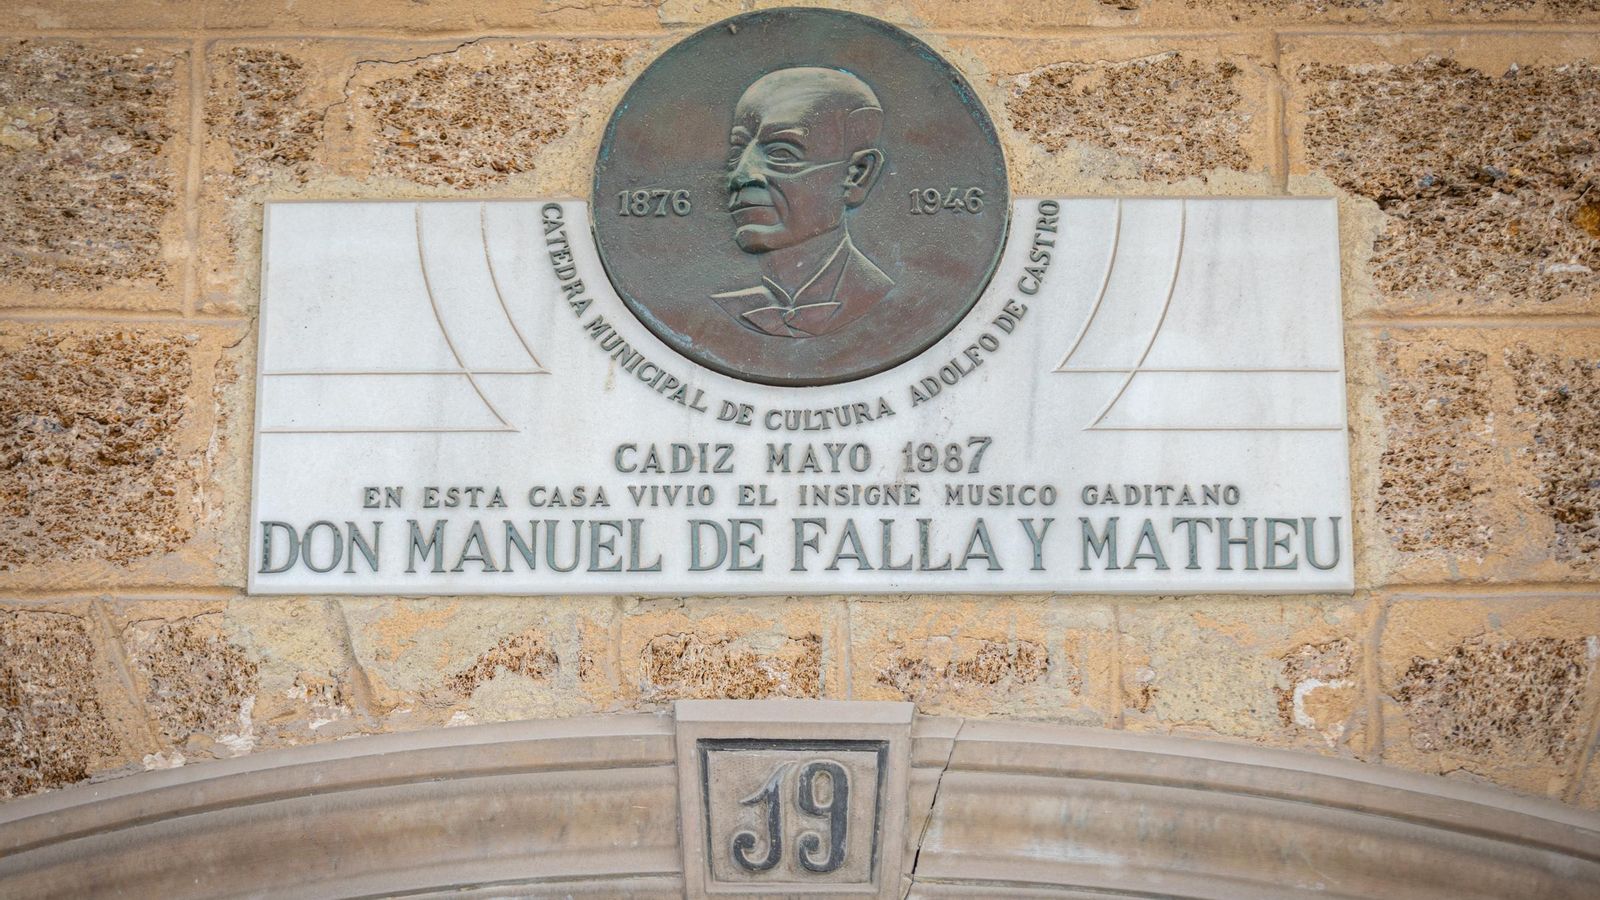 1876 1946
CATEDRA MUNICIPAL DE CULTURA ADOLFO DE CASTRO
CADIZ MAYO 1987
EN ESTA CASA VIVIO EL INSIGNE MUSICO GADITANO
DON MANUEL DE FALLA Y MATHEU
19